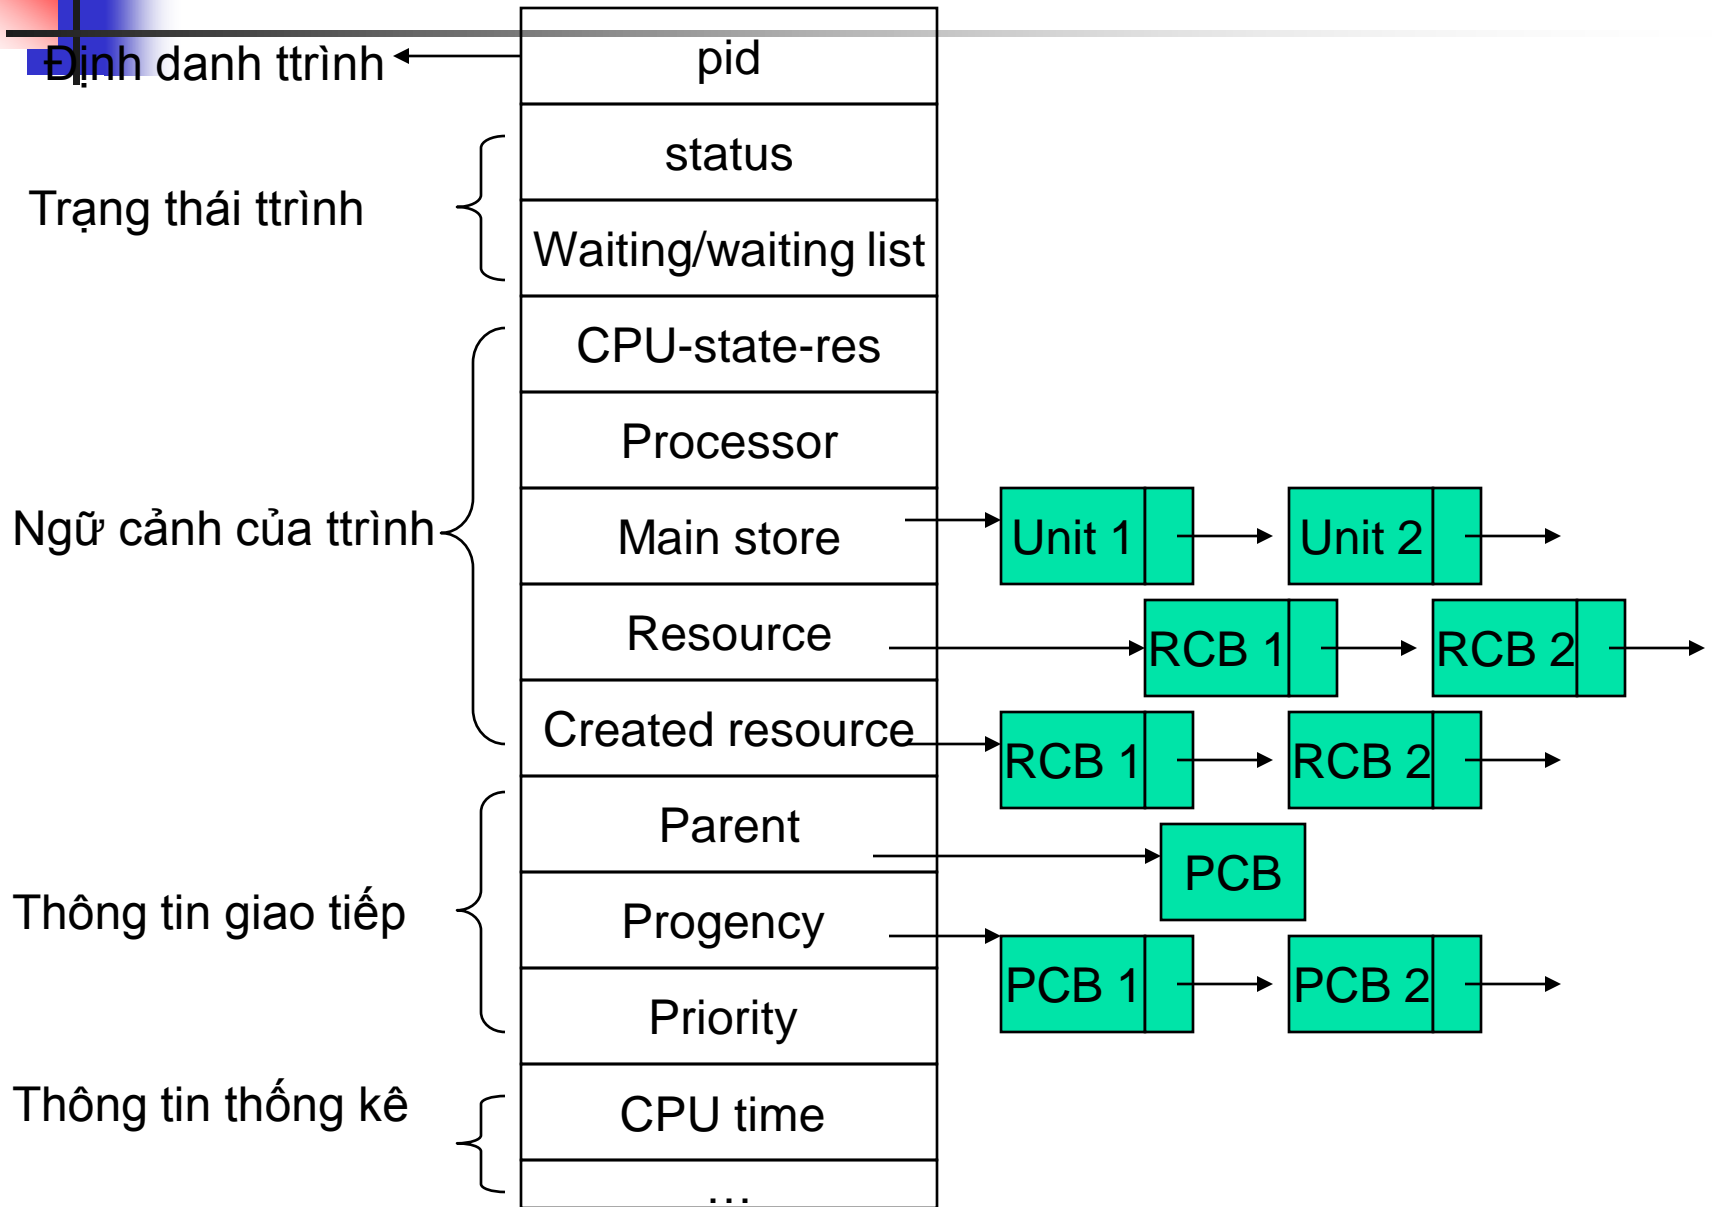 Định danh ttrình
pid
status
Trạng thái ttrình
Waiting/waiting list
CPU-state-res
Processor
Ngữ cảnh của ttrình
Main store
Unit 1
Unit 2
Resource
RCB 1
RCB 2
Created resource
RCB 1
RCB 2
Parent
PCB
Thông tin giao tiếp
Progency
PCB 1
PCB 2
Priority
Thông tin thống kê
CPU time
...